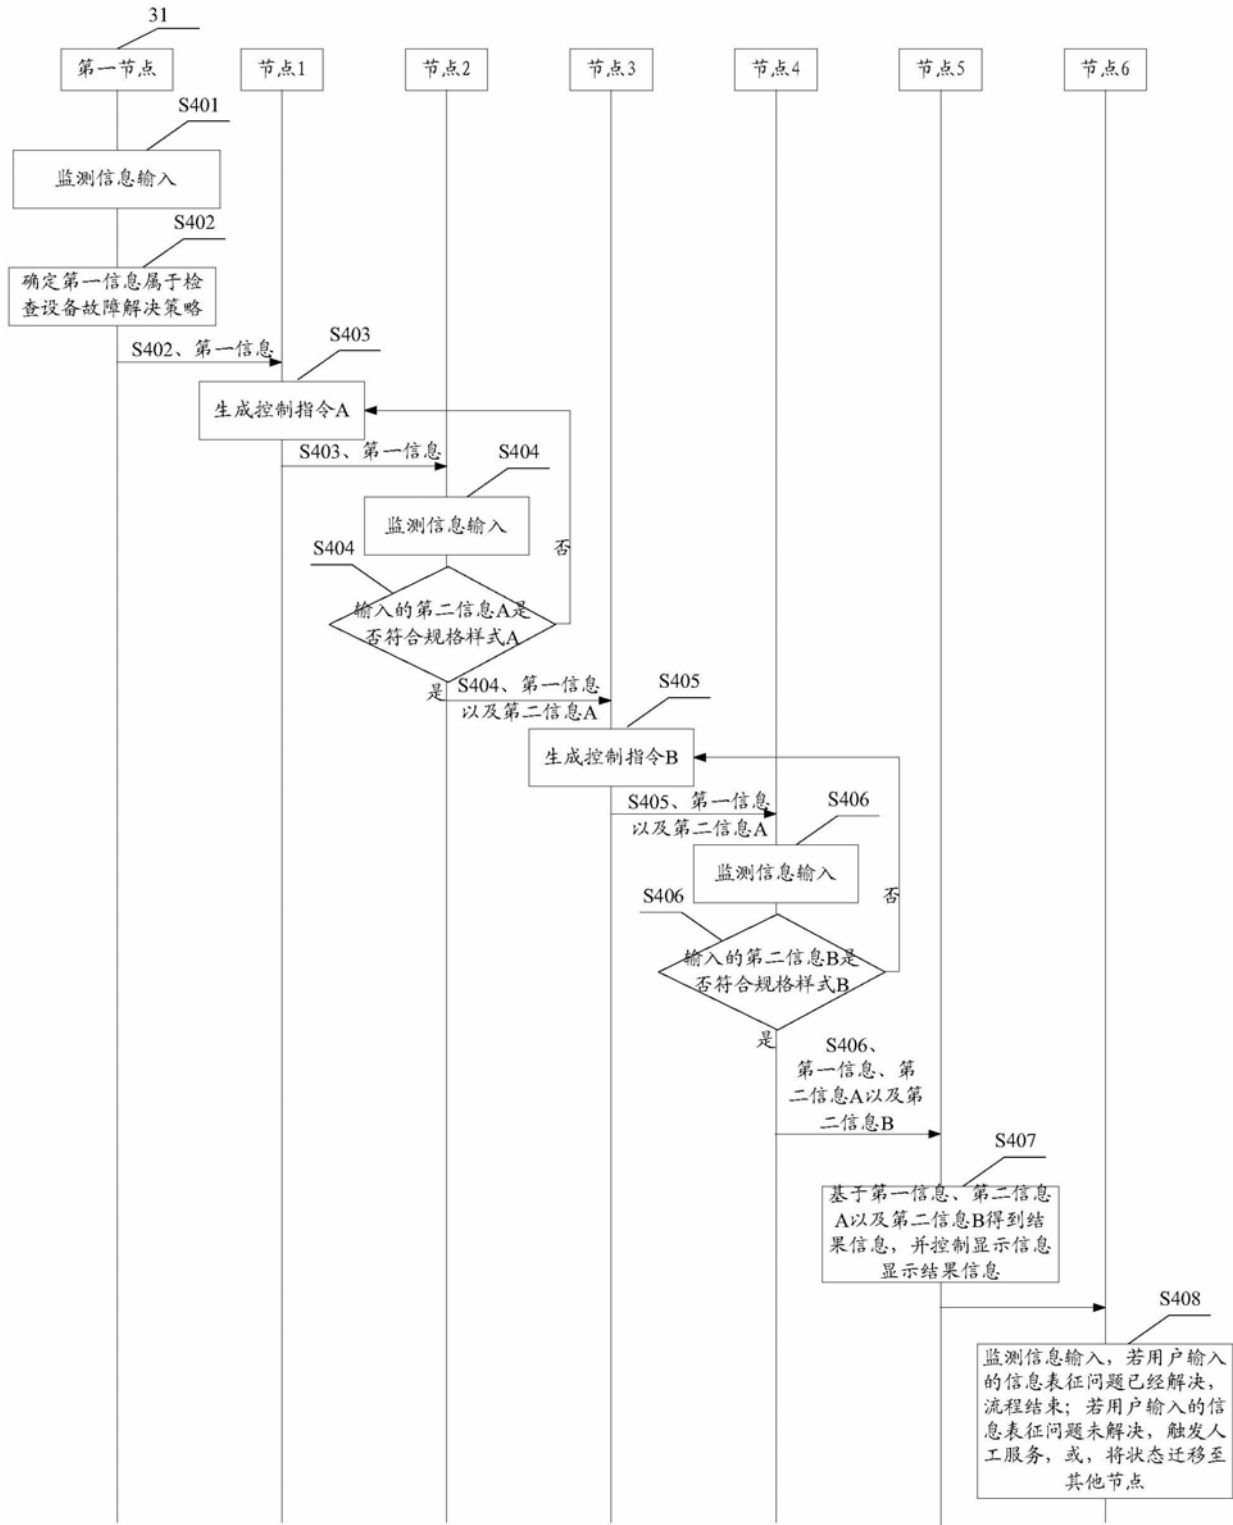 31
第一节点
节点1
节点2
节点3
节点4
节点5
节点6
S401
监测信息输入
S402
确定第一信息属于检
查设备故障解决策略
S402、第一信息
S403
生成控制指令A
S403、第一信息
S404
监测信息输入
否
S404
输入的第二信息A是
否符合规格样式A
是
S404、第一信息
以及第二信息A
S405
生成控制指令B
S405、第一信息
以及第二信息A
S406
监测信息输入
否
S406
输入的第二信息B是
否符合规格样式B
是
S406、
第一信息、第
二信息A以及第
二信息B
S407
基于第一信息、第二信息
A以及第二信息B得到结
果信息，并控制显示信息
显示结果信息
S408
监测信息输入，若用户输入
的信息表征问题已经解决，
流程结束；若用户输入的信
息表征问题未解决，触发人
工服务，或，将状态迁移至
其他节点